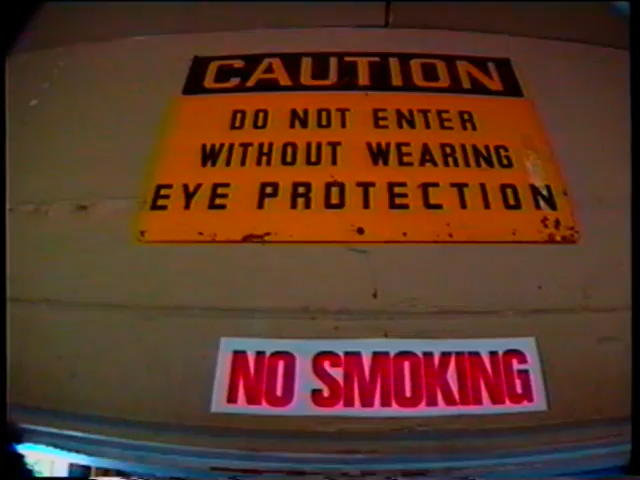 CAUTION
DO NOT ENTER
WITHOUT WEARING
EYE PROTECTION
NO SMOKING